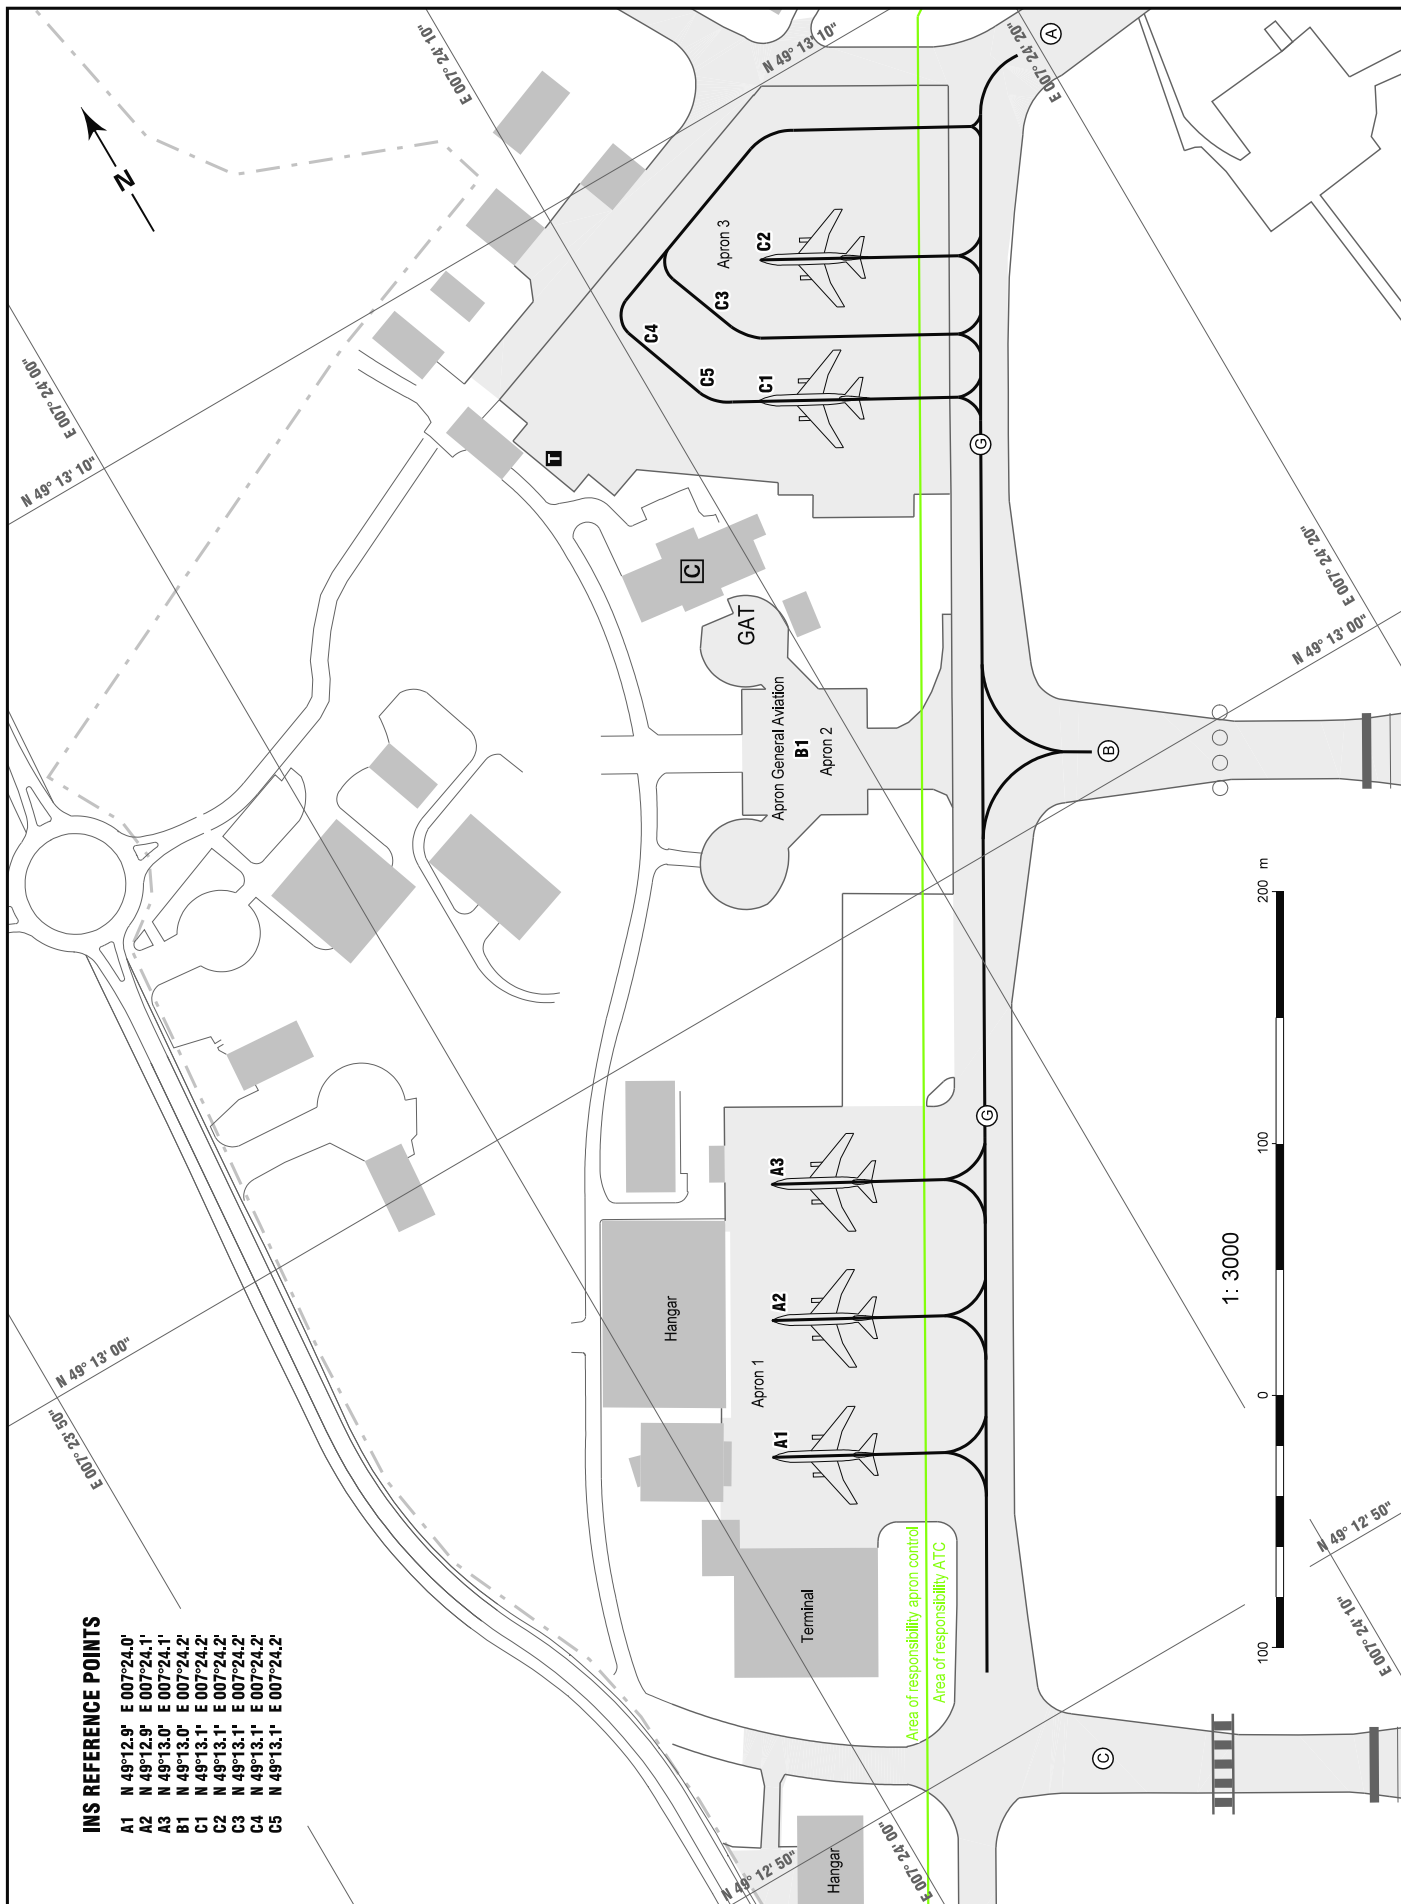 INS REFERENCE POINTS
A1 N 49°12.9' E 007°24.0'
A2 N 49°12.9' E 007°24.1'
A3 N 49°13.0' E 007°24.1'
B1 N 49°13.0' E 007°24.2'
C1 N 49°13.1' E 007°24.2'
C2 N 49°13.1' E 007°24.2'
C3 N 49°13.1' E 007°24.2'
C4 N 49°13.1' E 007°24.2'
C5 N 49°13.1' E 007°24.2'
N
E 007° 24' 10"
N 49° 13' 10"
E 007° 24' 20"
A
E 007° 24' 00"
N 49° 13' 10"
Apron 3
C2
C3
C4
C5
C1
G
T
C
GAT
Apron General Aviation
B1
Apron 2
B
E 007° 24' 20"
N 49° 13' 00"
G
A3
A2
A1
Hangar
Apron 1
Terminal
Hangar
N 49° 13' 00"
E 007° 23' 50"
Area of responsibility apron control
Area of responsibility ATC
1: 3000
100
0
100
200 m
C
N 49° 12' 50"
E 007° 24' 10"
N 49° 12' 50"
E 007° 24' 00"